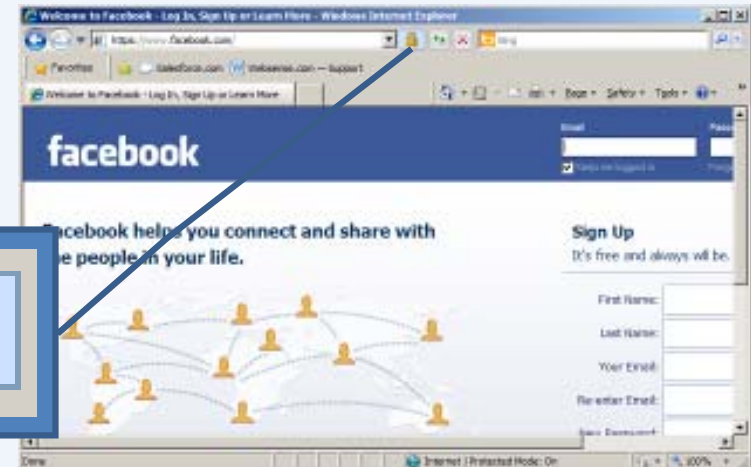 Welcome to Facebook - Log In, Sign Up or Learn More - Windows Internet Explorer
https://www.facebook.com/
Bing
Favorites Salesforce.com Websense.com — Support
Welcome to Facebook - Log In, Sign Up or Learn More
Page Safety Tools
Email
facebook
Keep me logged in
Facebook helps you connect and share with
people in your life.
Sign Up
It's free and always will be.
First Name:
Last Name:
Your Email:
Re-enter Email:
Done
Internet | Protected Mode: On
100%